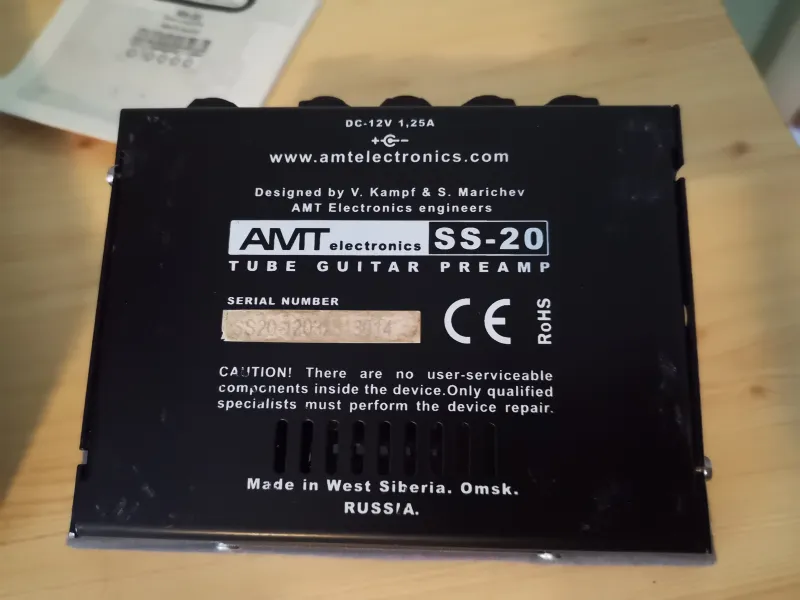 DC-12V 1,25A
www.amtelectronics.com
Designed by V. Kampf & S. Marichev
AMT Electronics engineers
AMT electronics SS-20
TUBE GUITAR PREAMP
SERIAL NUMBER
CE RoHS
CAUTION! There are no user-serviceable
components inside the device.Only qualified
specialists must perform the device repair.
Made in West Siberia. Omsk.
RUSSIA.